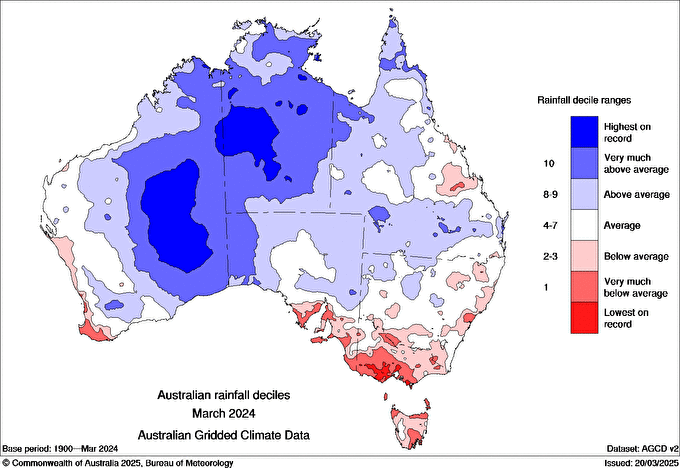 Rainfall decile ranges
Highest on
record
10
Very much
above average
8-9
Above average
4-7
Average
2-3
Below average
1
Very much
below average
Lowest on
record
Australian rainfall deciles
March 2024
Australian Gridded Climate Data
Base period: 1900—Mar 2024
Dataset: AGCD v2
© Commonwealth of Australia 2025, Bureau of Meteorology
Issued: 20/03/2025